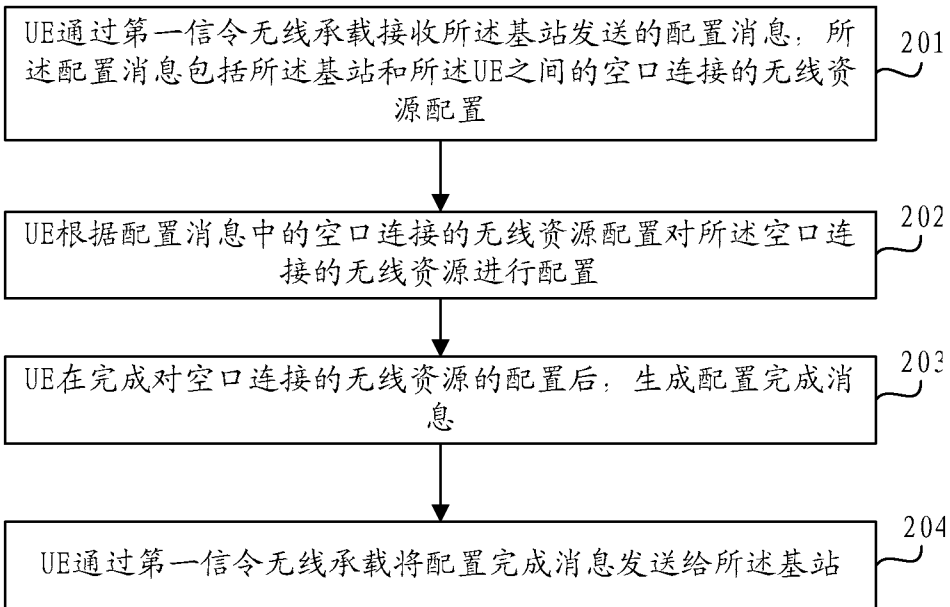 UE通过第一信令无线承载接收所述基站发送的配置消息；所
述配置消息包括所述基站和所述UE之间的空口连接的无线资
源配置
201
UE根据配置消息中的空口连接的无线资源配置对所述空口连
接的无线资源进行配置
202
UE在完成对空口连接的无线资源的配置后，生成配置完成消
息
203
UE通过第一信令无线承载将配置完成消息发送给所述基站
204